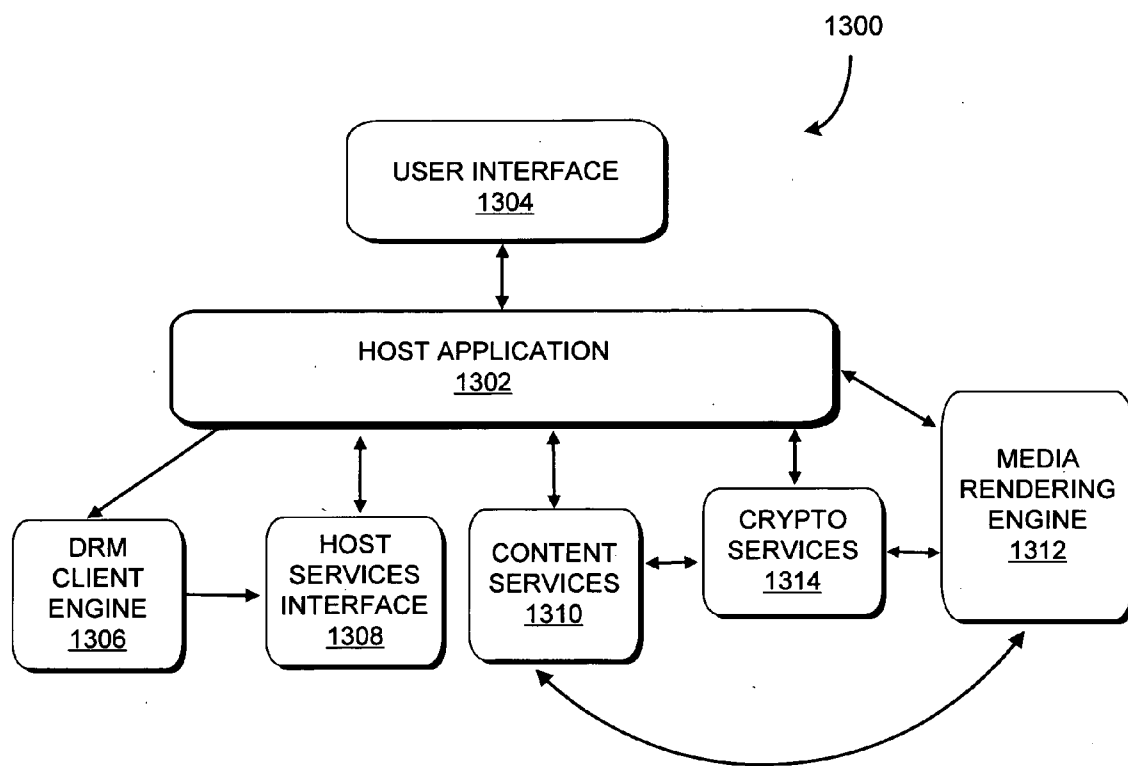 1300
USER INTERFACE
1304
HOST APPLICATION
1302
DRM
CLIENT
ENGINE
1306
HOST
SERVICES
INTERFACE
1308
CONTENT
SERVICES
1310
CRYPTO
SERVICES
1314
MEDIA
RENDERING
ENGINE
1312